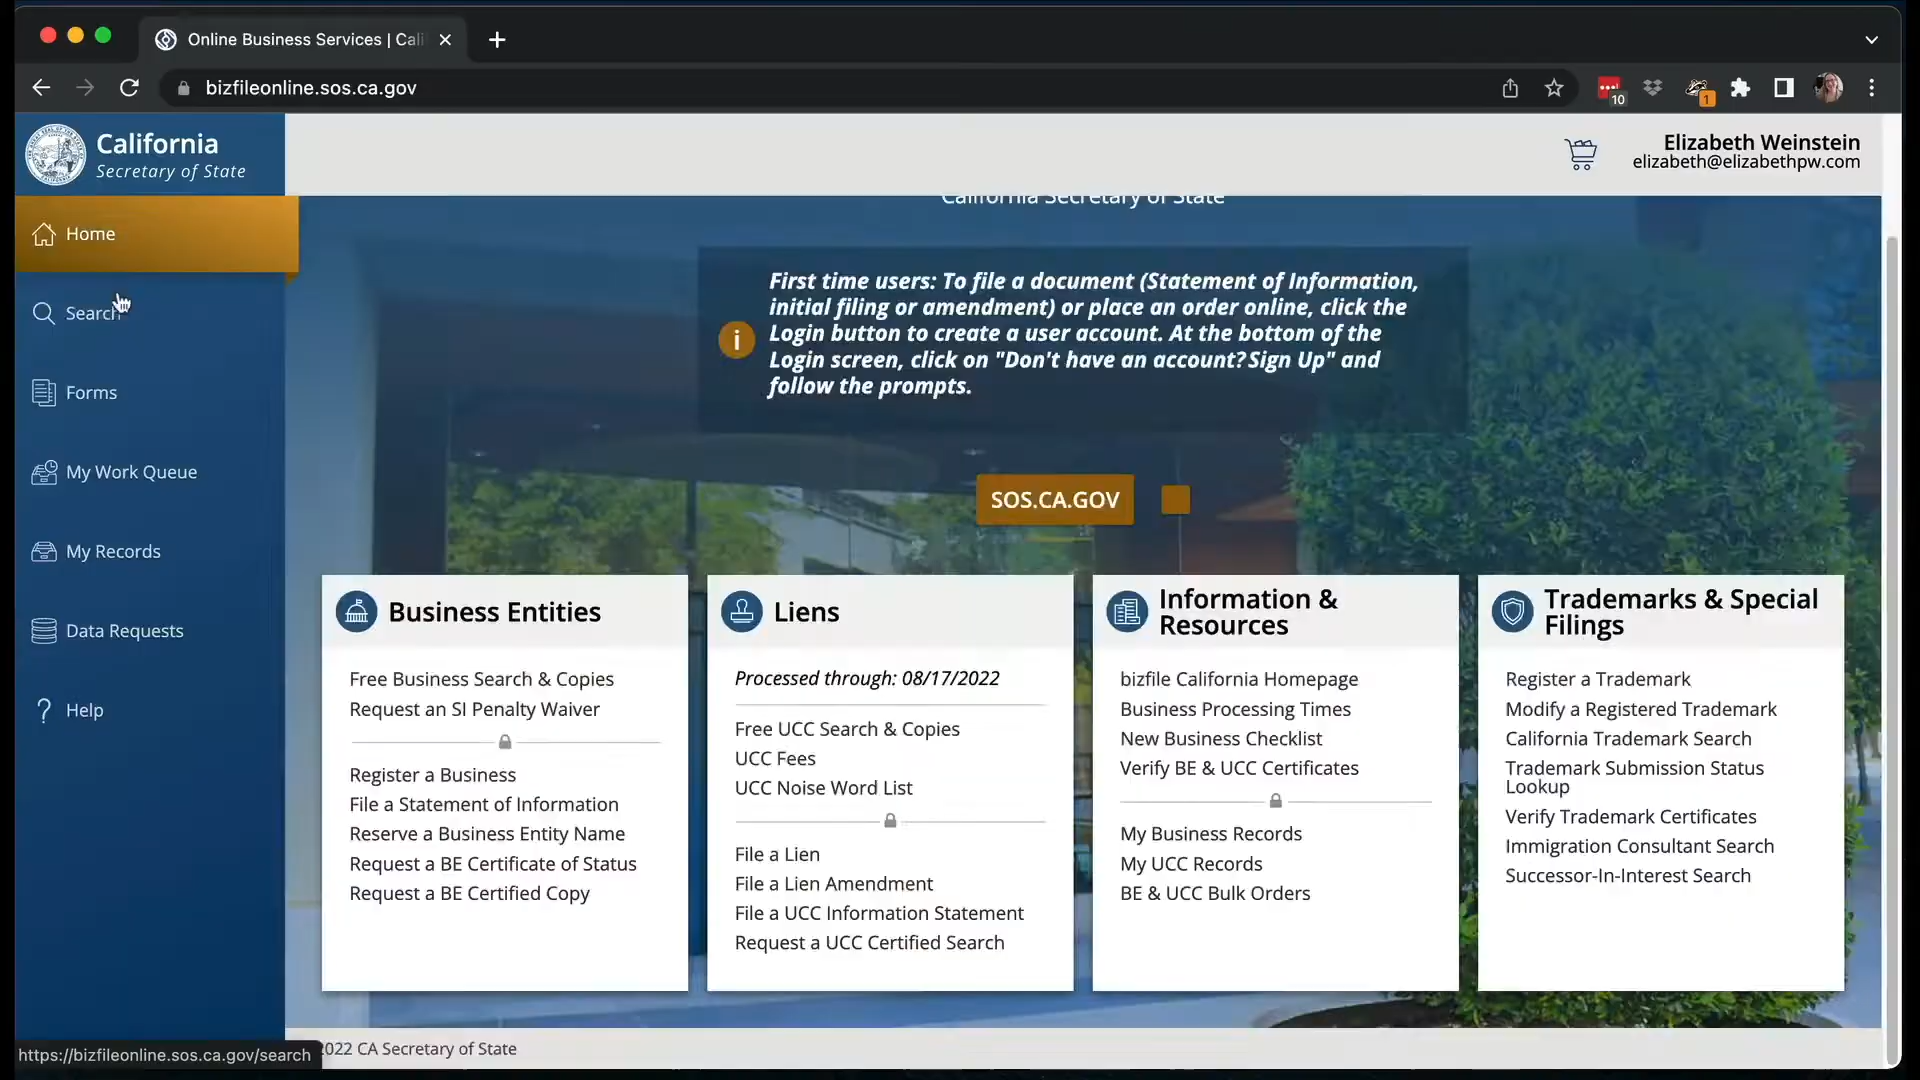 Online Business Services | Cali
bizfileonline.sos.ca.gov
10
1
California
Secretary of State
Elizabeth Weinstein
elizabeth@elizabethpw.com
Home
Search
Forms
My Work Queue
My Records
Data Requests
Help
California Secretary of State
First time users: To file a document (Statement of Information,
initial filing or amendment) or place an order online, click the
Login button to create a user account. At the bottom of the
Login screen, click on "Don't have an account?Sign Up" and
follow the prompts.
SOS.CA.GOV
Business Entities
Free Business Search & Copies
Request an SI Penalty Waiver
Register a Business
File a Statement of Information
Reserve a Business Entity Name
Request a BE Certificate of Status
Request a BE Certified Copy
Liens
Processed through: 08/17/2022
Free UCC Search & Copies
UCC Fees
UCC Noise Word List
File a Lien
File a Lien Amendment
File a UCC Information Statement
Request a UCC Certified Search
Information &
Resources
bizfile California Homepage
Business Processing Times
New Business Checklist
Verify BE & UCC Certificates
My Business Records
My UCC Records
BE & UCC Bulk Orders
Trademarks & Special
Filings
Register a Trademark
Modify a Registered Trademark
California Trademark Search
Trademark Submission Status
Lookup
Verify Trademark Certificates
Immigration Consultant Search
Successor-In-Interest Search
https://bizfileonline.sos.ca.gov/search
2022 CA Secretary of State